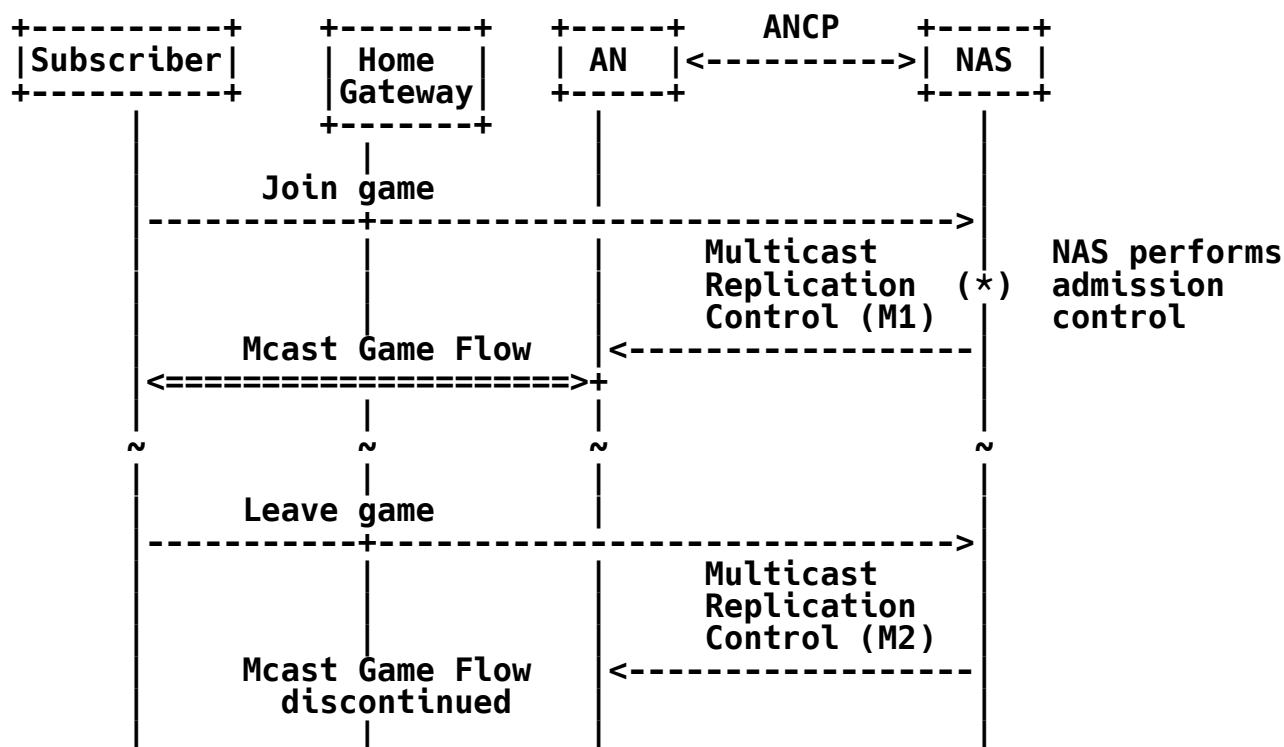 +----------+    +-------+   +-----+    ANCP    +-----+
|Subscriber|    | Home  |   | AN  |<---------->| NAS |
+----------+    |Gateway|   +-----+            +-----+
      |         +-------+      |                   |
      |           |           |                   |
      |      Join game        |                   |
      |-----------+------------------------------>|
      |           |           |     Multicast     |   NAS performs
      |           |           |     Replication  (*)  admission
      |           |           |     Control (M1)  |   control
      |     Mcast Game Flow   |<------------------|
      |<=====================>+                   |
      |           |           |                   |
      ~           ~           ~                   ~
      |           |           |                   |
      |     Leave game        |                   |
      |-----------+------------------------------>|
      |           |           |     Multicast     |
      |           |           |     Replication   |
      |           |           |     Control (M2)  |
      |     Mcast Game Flow   |<------------------|
      |       discontinued    |                   |
      |           |           |                   |